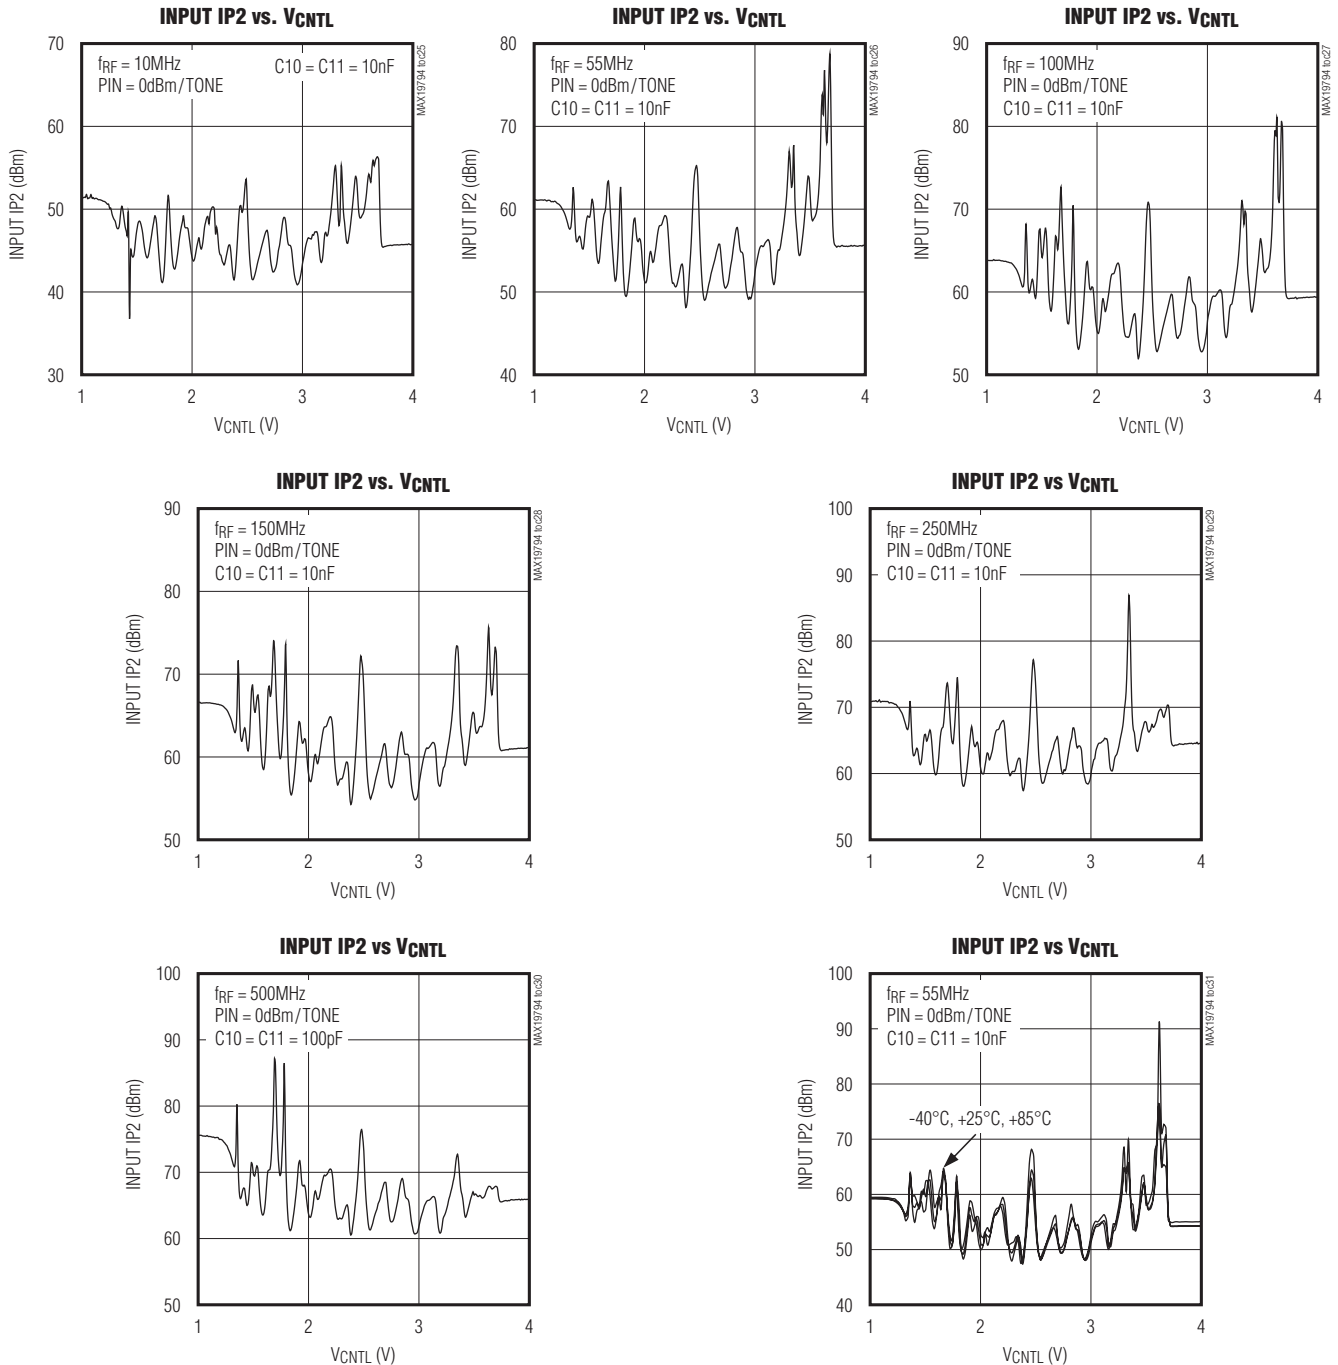 INPUT IP2 vs. VCNTL
fRF = 10MHz
C10 = C11 = 10nF
PIN = 0dBm/TONE
MAX19794 toc25
INPUT IP2 (dBm)
70
60
50
40
30
1 2 3 4
VCNTL (V)
INPUT IP2 vs. VCNTL
fRF = 55MHz
PIN = 0dBm/TONE
C10 = C11 = 10nF
MAX19794 toc26
INPUT IP2 (dBm)
80
70
60
50
40
1 2 3 4
VCNTL (V)
INPUT IP2 vs. VCNTL
fRF = 100MHz
PIN = 0dBm/TONE
C10 = C11 = 10nF
MAX19794 toc27
INPUT IP2 (dBm)
90
80
70
60
50
1 2 3 4
VCNTL (V)
INPUT IP2 vs. VCNTL
fRF = 150MHz
PIN = 0dBm/TONE
C10 = C11 = 10nF
MAX19794 toc28
INPUT IP2 (dBm)
90
80
70
60
50
1 2 3 4
VCNTL (V)
INPUT IP2 vs VCNTL
fRF = 250MHz
PIN = 0dBm/TONE
C10 = C11 = 10nF
MAX19794 toc29
INPUT IP2 (dBm)
100
90
80
70
60
50
1 2 3 4
VCNTL (V)
INPUT IP2 vs VCNTL
fRF = 500MHz
PIN = 0dBm/TONE
C10 = C11 = 100pF
MAX19794 toc30
INPUT IP2 (dBm)
100
90
80
70
60
50
1 2 3 4
VCNTL (V)
INPUT IP2 vs VCNTL
fRF = 55MHz
PIN = 0dBm/TONE
C10 = C11 = 10nF
MAX19794 toc31
-40°C, +25°C, +85°C
INPUT IP2 (dBm)
100
90
80
70
60
50
40
1 2 3 4
VCNTL (V)